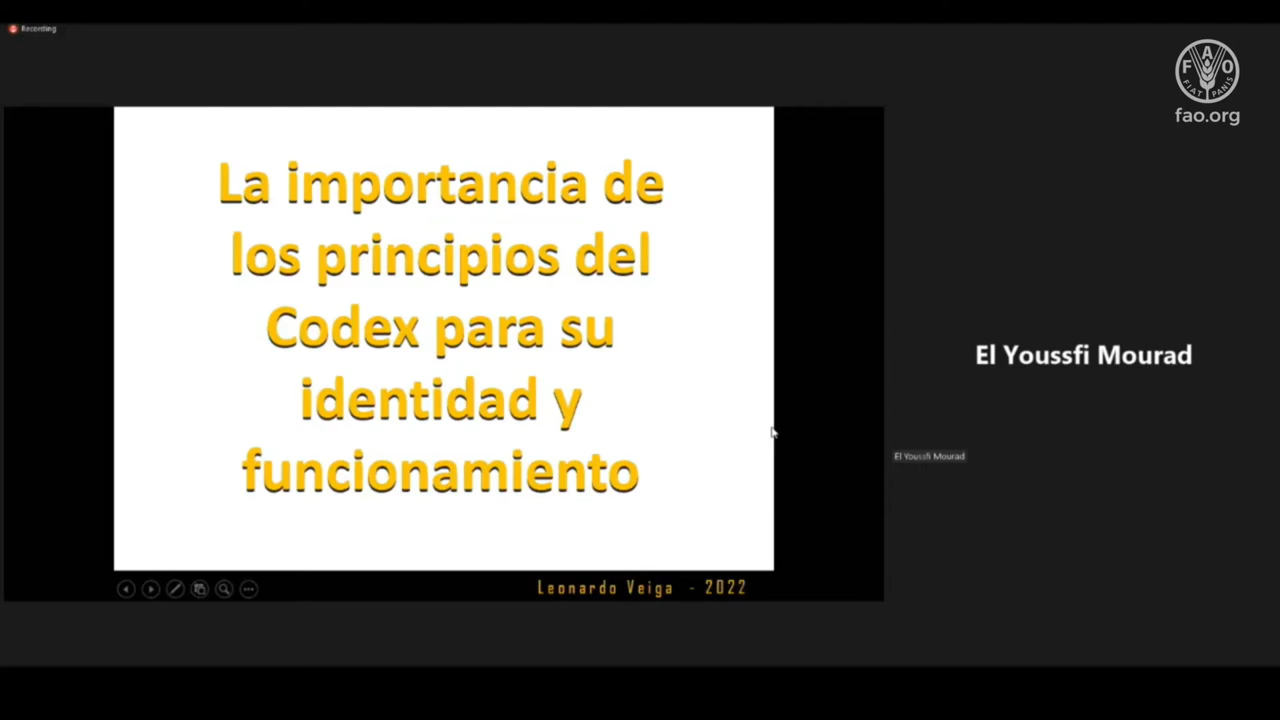 Recording
FAO
FIAT PANIS
fao.org
La importancia de
los principios del
Codex para su
identidad y
funcionamiento
El Youssfi Mourad
El Youssfi Mourad
Leonardo Veiga - 2022